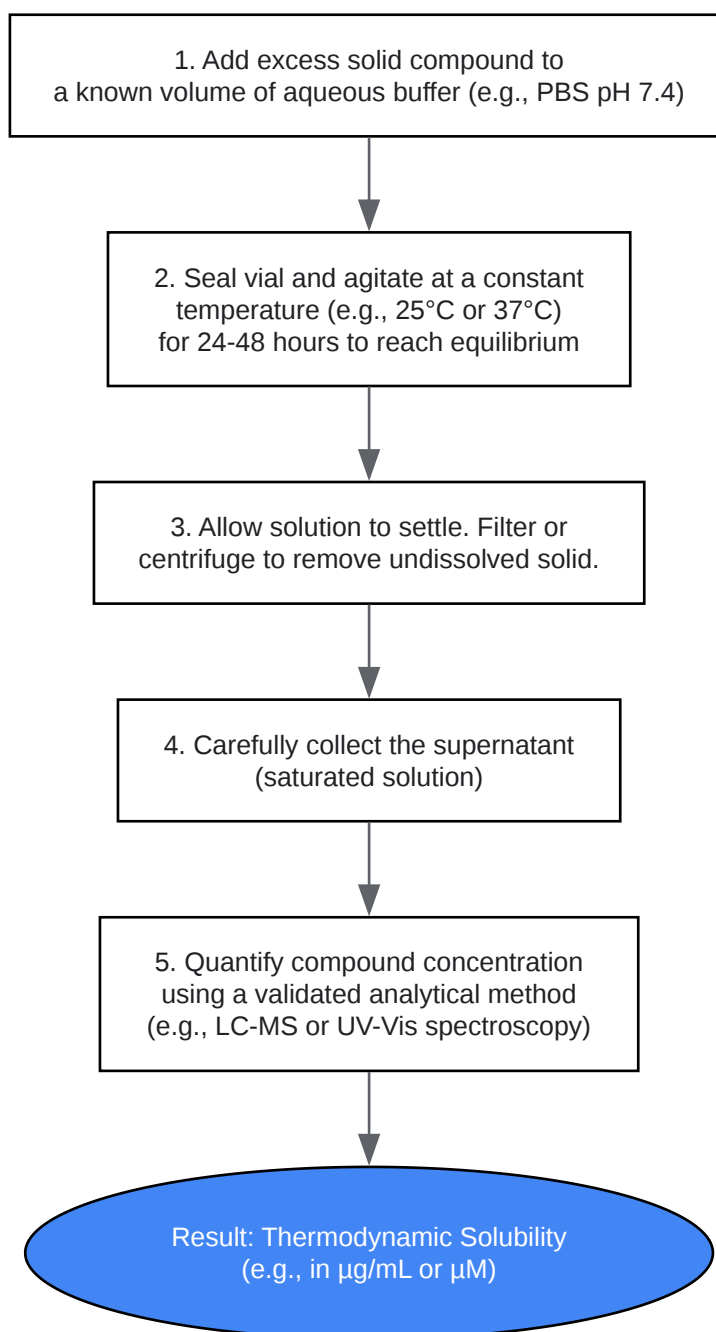 1. Add excess solid compound to
a known volume of aqueous buffer (e.g., PBS pH 7.4)
2. Seal vial and agitate at a constant
temperature (e.g., 25°C or 37°C)
for 24-48 hours to reach equilibrium
3. Allow solution to settle. Filter or
centrifuge to remove undissolved solid.
4. Carefully collect the supernatant
(saturated solution)
5. Quantify compound concentration
using a validated analytical method
(e.g., LC-MS or UV-Vis spectroscopy)
Result: Thermodynamic Solubility
(e.g., in µg/mL or µM)